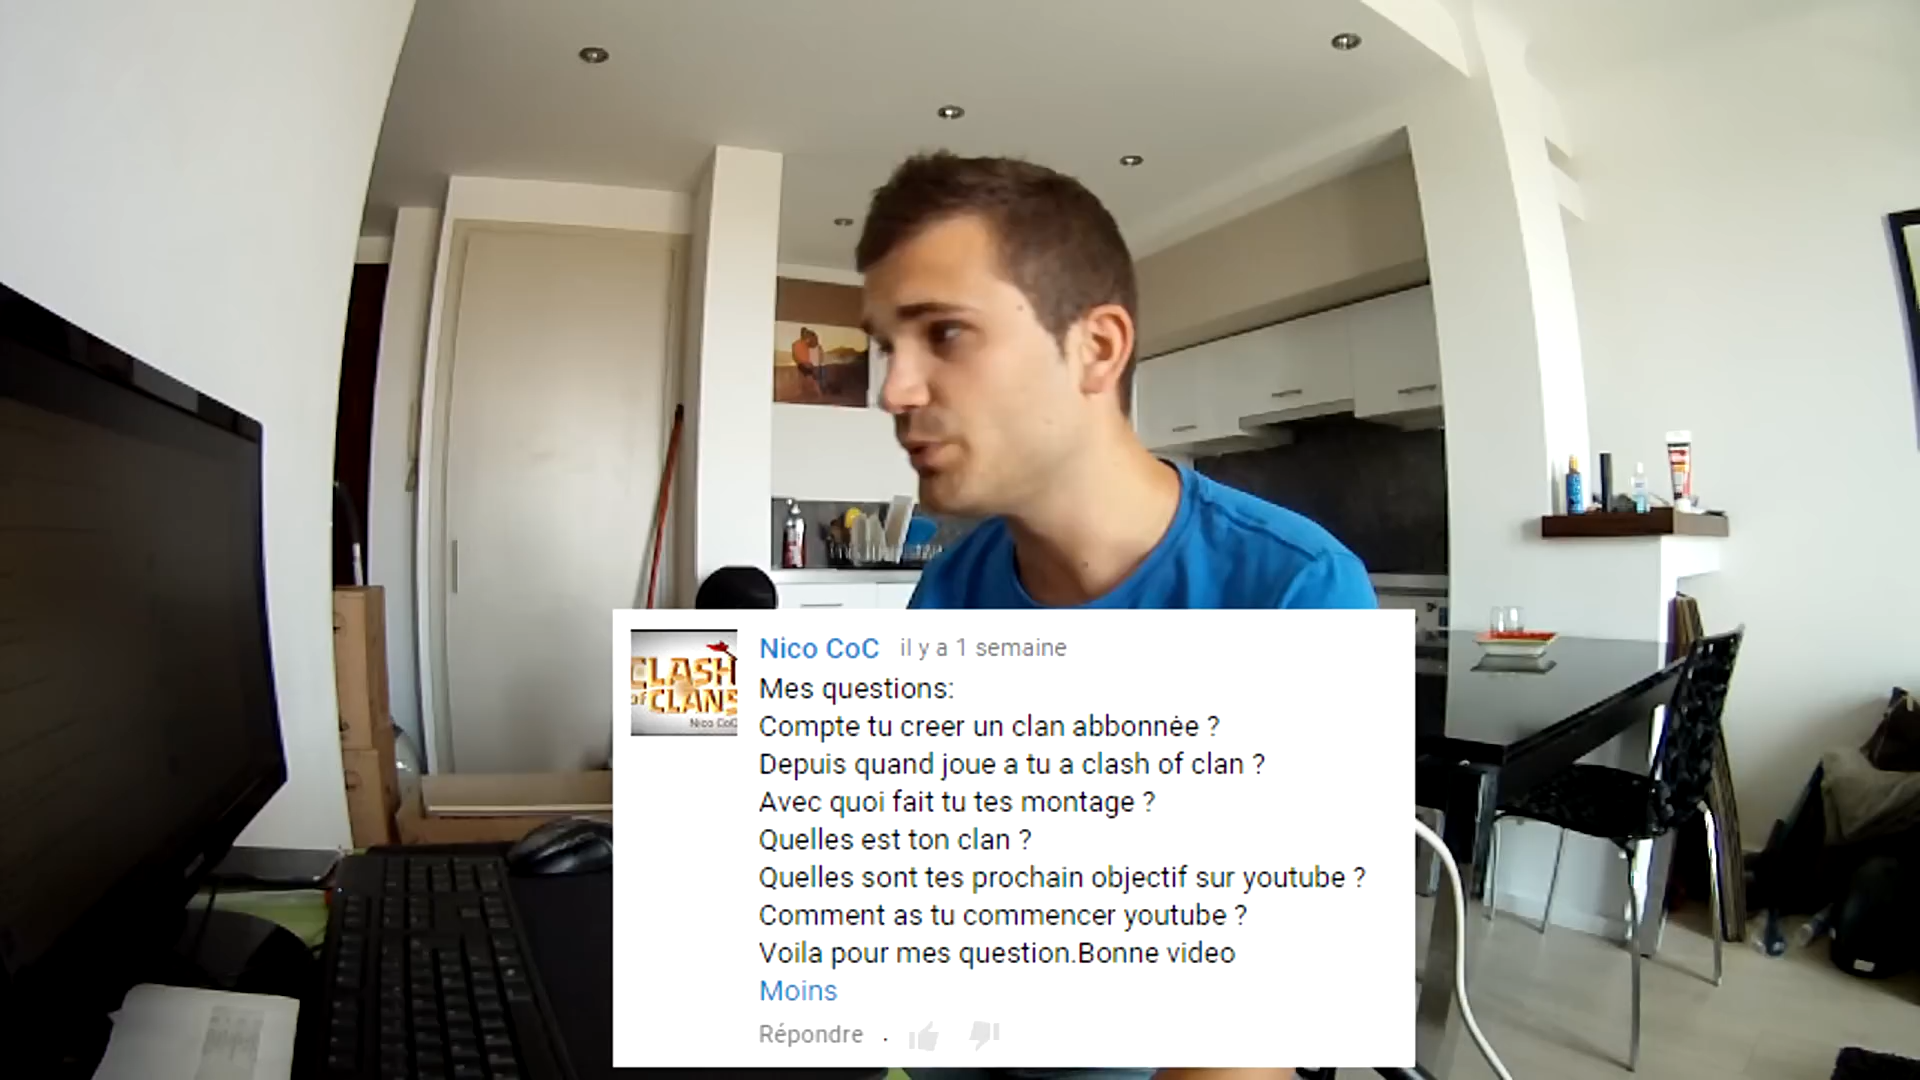 Nico CoC il y a 1 semaine
CLASH
of CLANS
Nico CoC
Mes questions:
Compte tu creer un clan abbonnée ?
Depuis quand joue a tu a clash of clan ?
Avec quoi fait tu tes montage ?
Quelles est ton clan ?
Quelles sont tes prochain objectif sur youtube ?
Comment as tu commencer youtube ?
Voila pour mes question.Bonne video
Moins
Répondre .